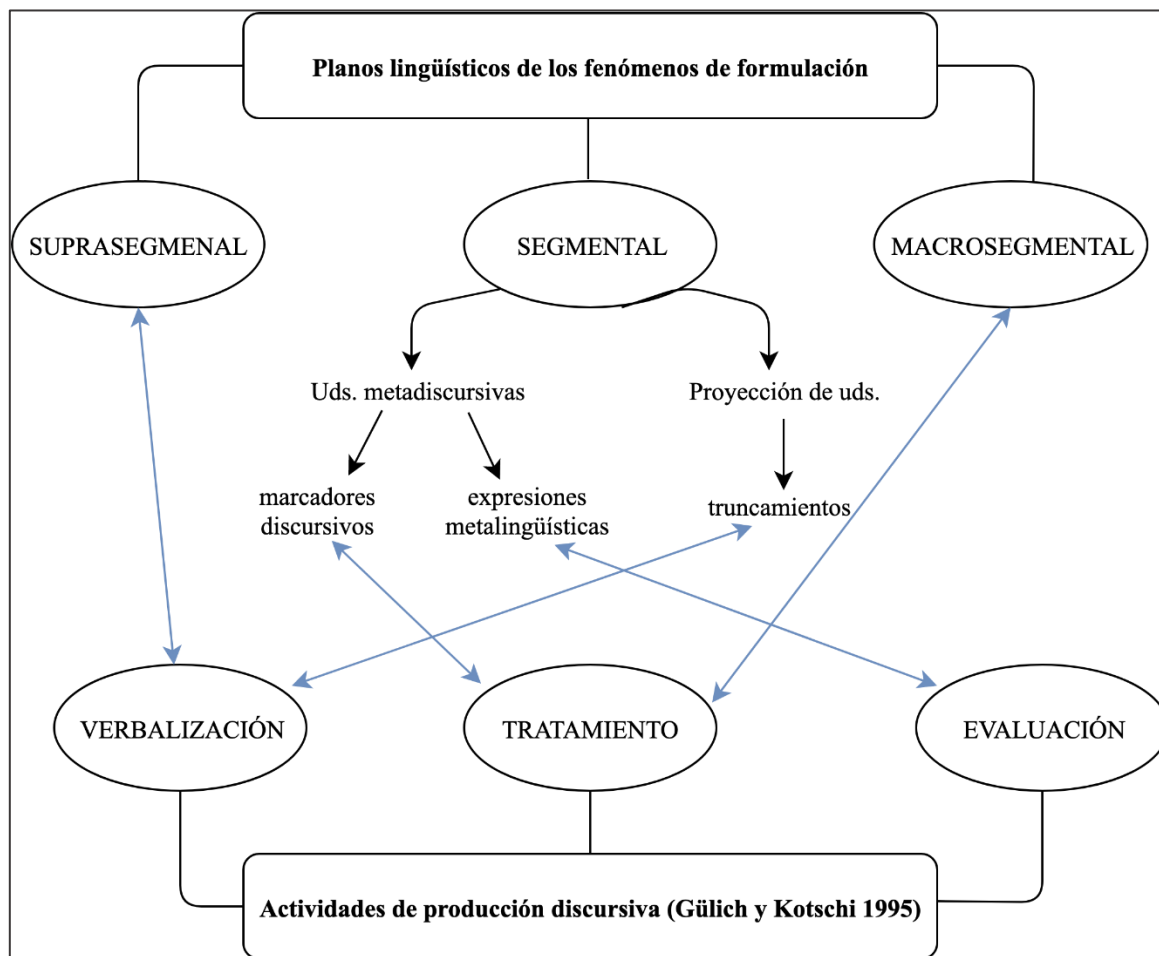 Planos lingüísticos de los fenómenos de formulación
SUPRASEGMENAL
SEGMENTAL
MACROSEGMENTAL
Uds. metadiscursivas
Proyección de uds.
marcadores
discursivos
expresiones
metalingüísticas
truncamientos
VERBALIZACIÓN
TRATAMIENTO
EVALUACIÓN
Actividades de producción discursiva (Gülich y Kotschi 1995)